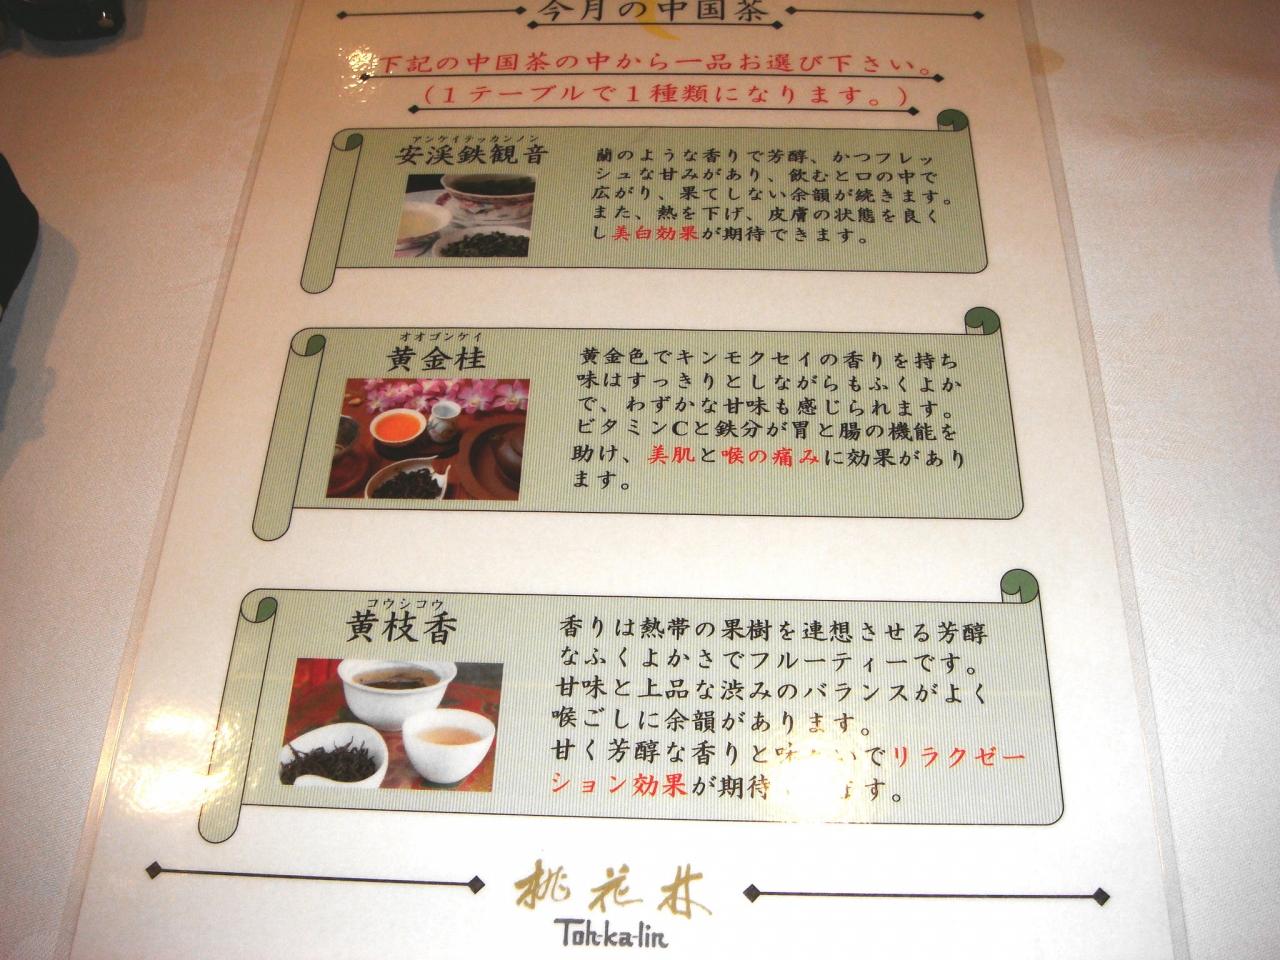 今月の中国茶
下記の中国茶の中から一品お選び下さい。
（１テーブルで１種類になります。）
アンケイテッカンノン
安渓鉄観音
蘭のような香りで芳醇、かつフレッ
シュな甘みがあり、飲むと口の中で
広がり、果てしない余韻が続きます。
また、熱を下げ、皮膚の状態を良く
し美白効果が期待できます。
オオゴンケイ
黄金桂
黄金色でキンモクセイの香りを持ち
味はすっきりとしながらもふくよか
で、わずかな甘味も感じられます。
ビタミンCと鉄分が胃と腸の機能を
助け、美肌と喉の痛みに効果があり
ます。
コウシコウ
黄枝香
香りは熱帯の果樹を連想させる芳醇
なふくよかさでフルーティーです。
甘味と上品な渋みのバランスがよく
喉ごしに余韻があります。
甘く芳醇な香りと味わいでリラクゼー
ション効果が期待 ます。
桃花林
Toh-ka-lin